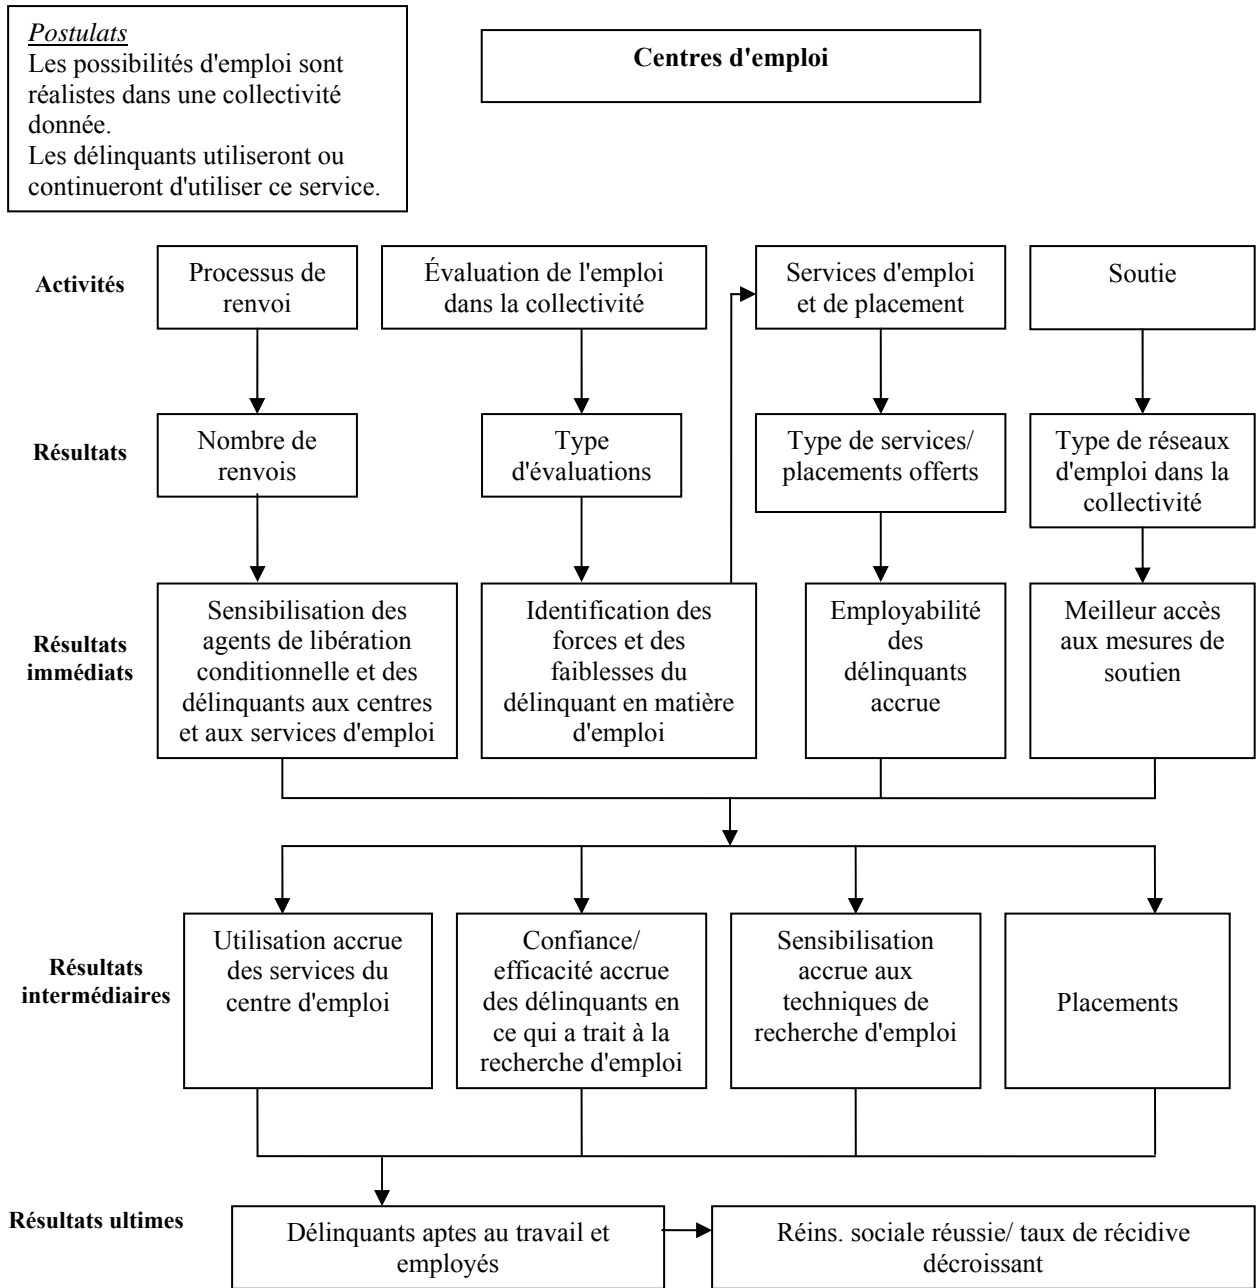 Postulats
Les possibilités d'emploi sont
réalistes dans une collectivité
donnée.
Les délinquants utiliseront ou
continueront d'utiliser ce service.
Centres d'emploi
Activités
Processus de
renvoi
Évaluation de l'emploi
dans la collectivité
Services d'emploi
et de placement
Soutie
Résultats
Nombre de
renvois
Type
d'évaluations
Type de services/
placements offerts
Type de réseaux
d'emploi dans la
collectivité
Résultats
immédiats
Sensibilisation des
agents de libération
conditionnelle et des
délinquants aux centres
et aux services d'emploi
Identification des
forces et des
faiblesses du
délinquant en matière
d'emploi
Employabilité
des
délinquants
accrue
Meilleur accès
aux mesures de
soutien
Résultats
intermédiaires
Utilisation accrue
des services du
centre d'emploi
Confiance/
efficacité accrue
des délinquants en
ce qui a trait à la
recherche d'emploi
Sensibilisation
accrue aux
techniques de
recherche d'emploi
Placements
Résultats ultimes
Délinquants aptes au travail et
employés
Réins. sociale réussie/ taux de récidive
décroissant